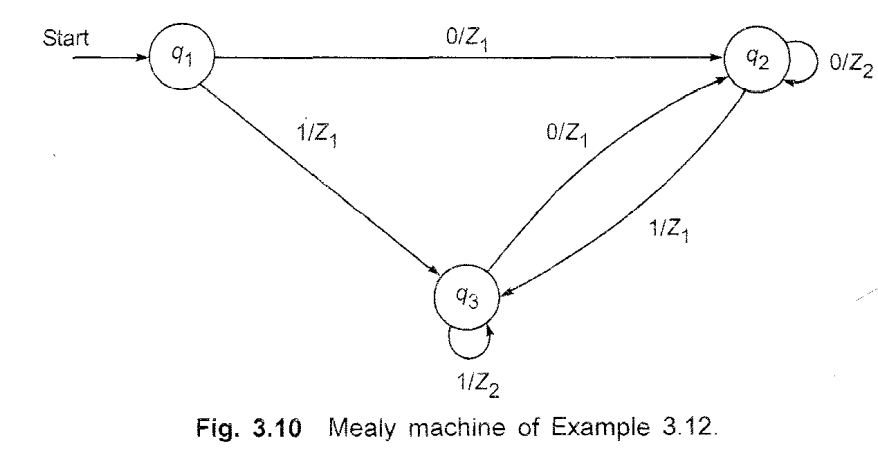 Start
q1
0/Z1
q2
0/Z2
1/Z1
0/Z1
1/Z1
q3
1/Z2
Fig. 3.10 Mealy machine of Example 3.12.